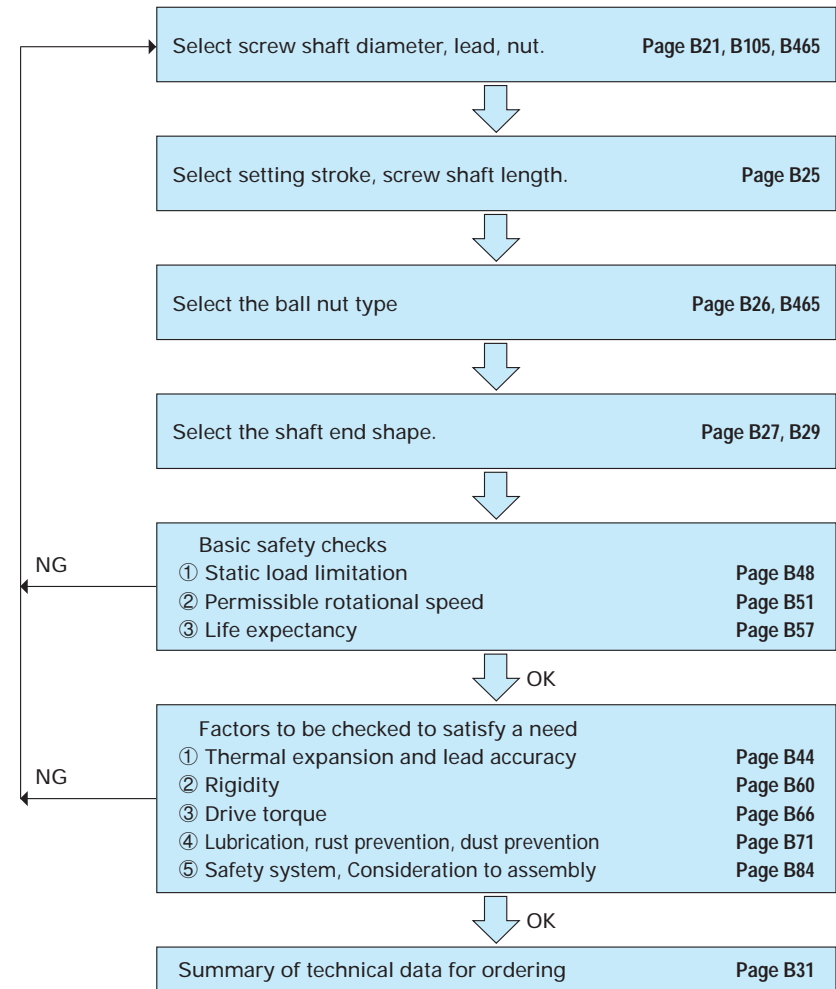 Select screw shaft diameter, lead, nut. Page B21, B105, B465
Select setting stroke, screw shaft length. Page B25
Select the ball nut type Page B26, B465
Select the shaft end shape. Page B27, B29
Basic safety checks
① Static load limitation Page B48
② Permissible rotational speed Page B51
③ Life expectancy Page B57
NG
OK
Factors to be checked to satisfy a need
① Thermal expansion and lead accuracy Page B44
② Rigidity Page B60
③ Drive torque Page B66
④ Lubrication, rust prevention, dust prevention Page B71
⑤ Safety system, Consideration to assembly Page B84
NG
OK
Summary of technical data for ordering Page B31